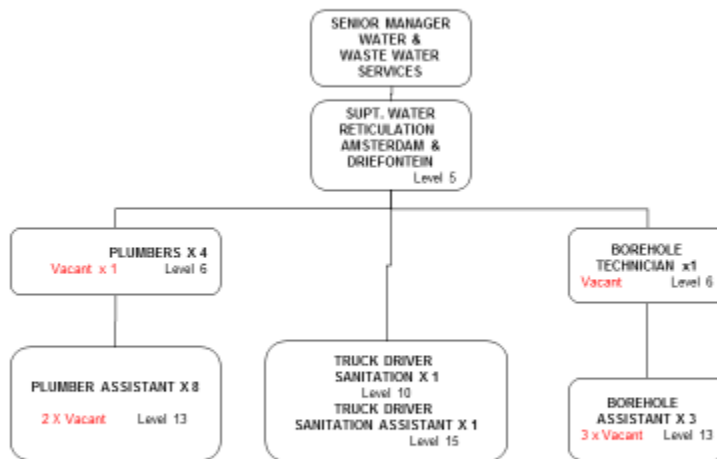 SENIOR MANAGER
WATER &
WASTE WATER
SERVICES
SUPT. WATER
RETICULATION
AMSTERDAM &
DRIEFONTEIN
Level 5
PLUMBERS X 4
Vacant x 1 Level 6
BOREHOLE
TECHNICIAN x1
Vacant Level 6
PLUMBER ASSISTANT X 8
2 X Vacant Level 13
TRUCK DRIVER
SANITATION X 1
Level 10
TRUCK DRIVER
SANITATION ASSISTANT X 1
Level 15
BOREHOLE
ASSISTANT X 3
3 x Vacant Level 13